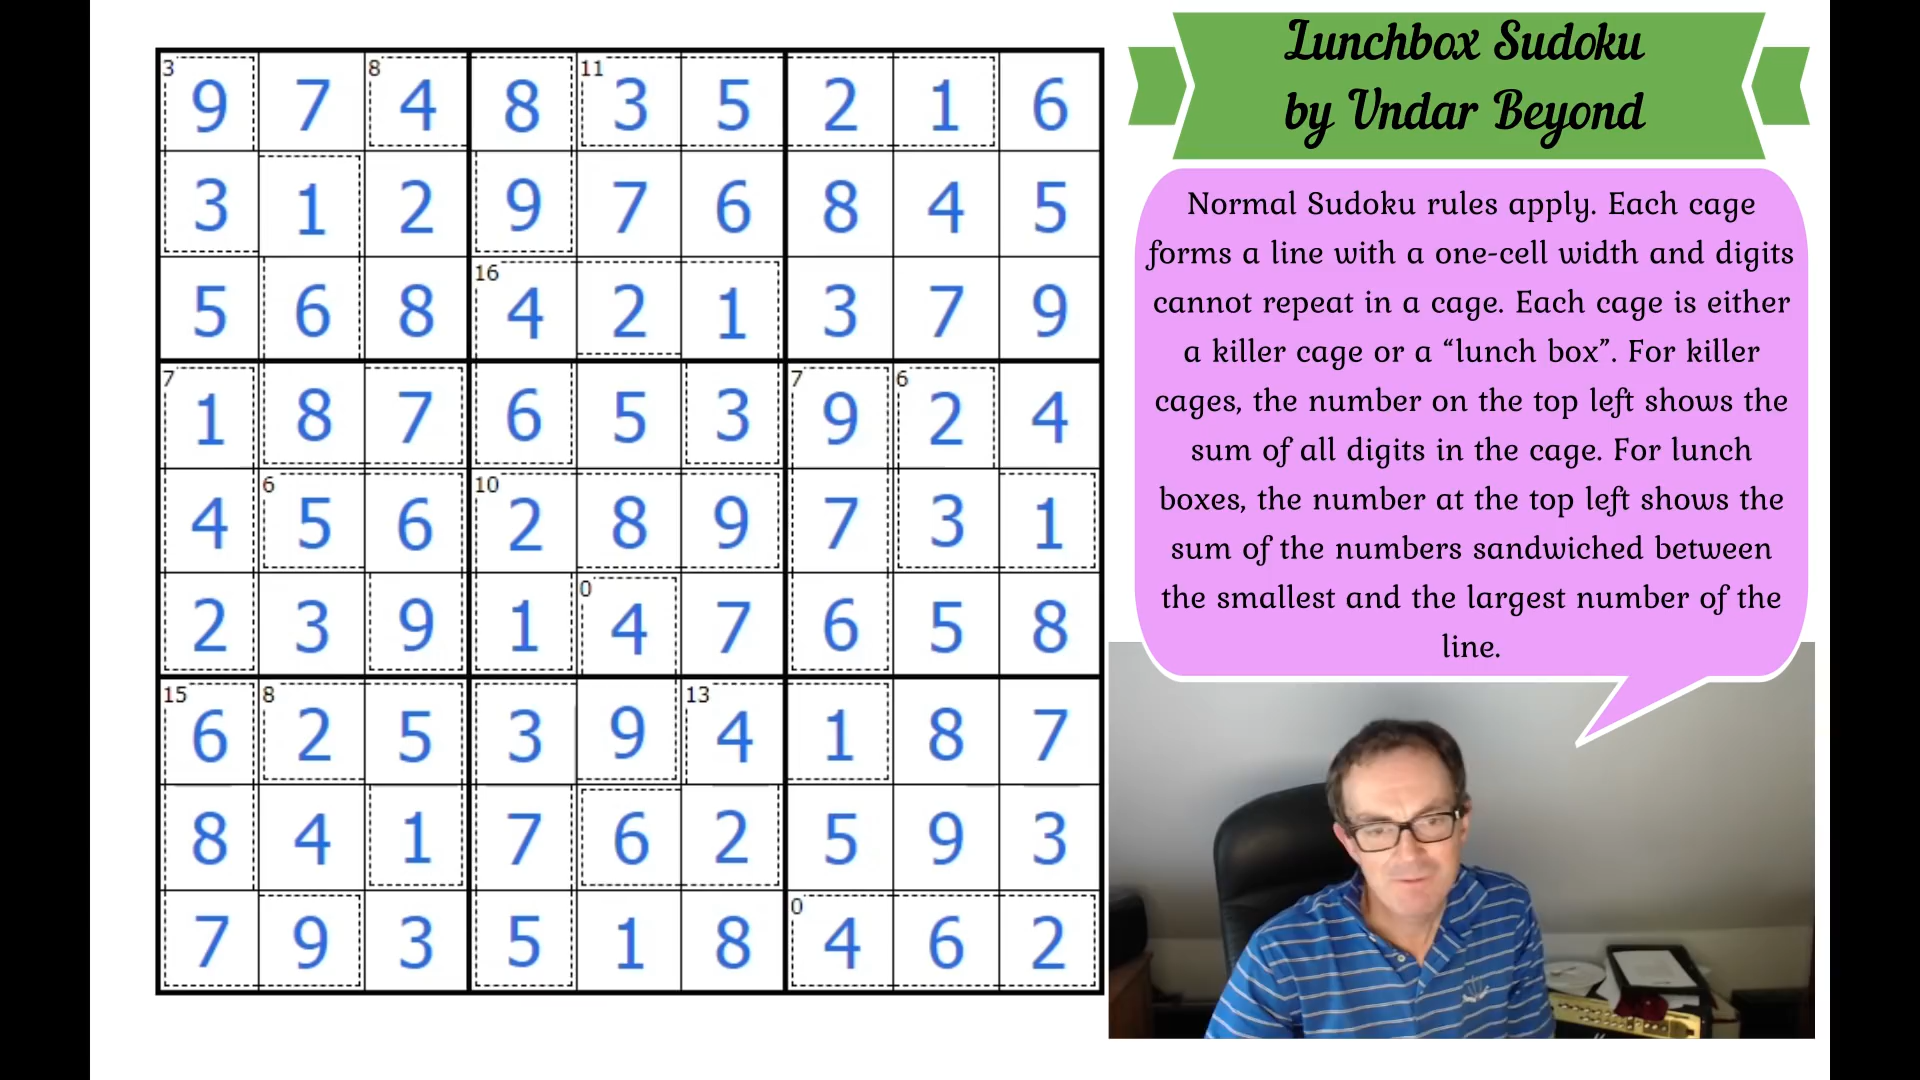 Lunchbox Sudoku
by Undar Beyond
Normal Sudoku rules apply. Each cage
forms a line with a one-cell width and digits
cannot repeat in a cage. Each cage is either
a killer cage or a “lunch box”. For killer
cages, the number on the top left shows the
sum of all digits in the cage. For lunch
boxes, the number at the top left shows the
sum of the numbers sandwiched between
the smallest and the largest number of the
line.
3 8 11
9 7 4 8 3 5 2 1 6
3 1 2 9 7 6 8 4 5
16
5 6 8 4 2 1 3 7 9
7 7 6
1 8 7 6 5 3 9 2 4
6 10
4 5 6 2 8 9 7 3 1
0
2 3 9 1 4 7 6 5 8
15 8 13
6 2 5 3 9 4 1 8 7
8 4 1 7 6 2 5 9 3
0
7 9 3 5 1 8 4 6 2